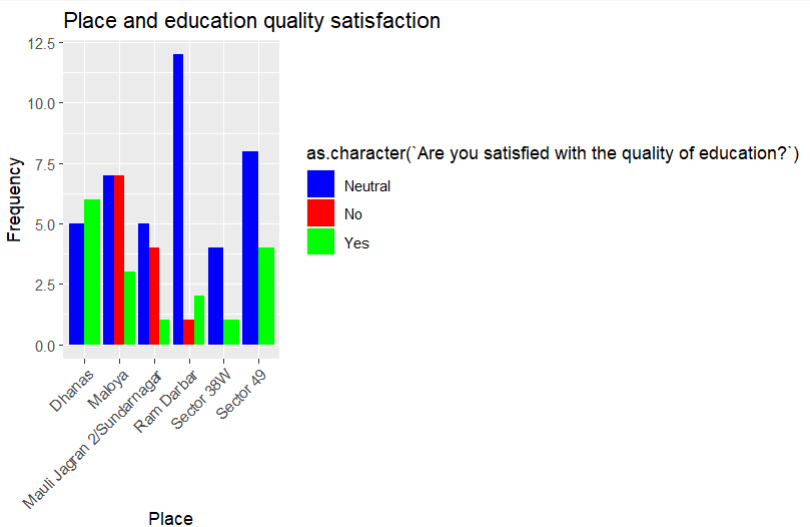 Place and education quality satisfaction
12.5
10.0
7.5
5.0
2.5
0.0
Frequency
Dhanas
Maloya
Mauli Jagran 2/Sundarnagar
Ram Darbar
Sector 38W
Sector 49
Place
as.character(`Are you satisfied with the quality of education?`)
Neutral
No
Yes